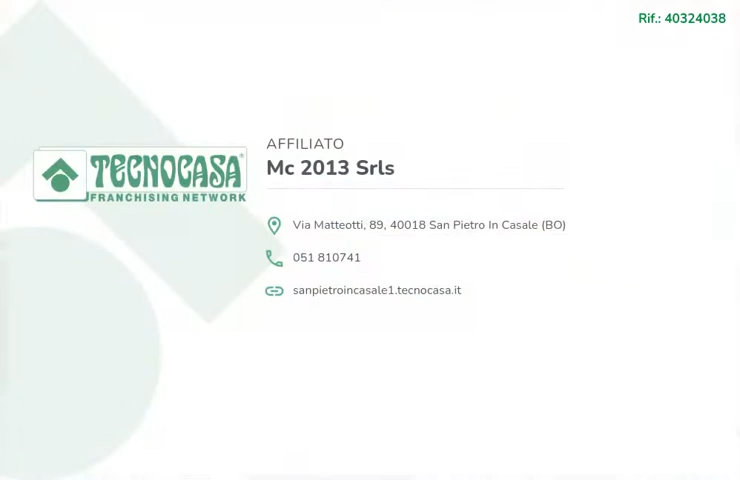 Rif.: 40324038
AFFILIATO
Mc 2013 Srls
TECNOCASA®
FRANCHISING NETWORK
Via Matteotti, 89, 40018 San Pietro In Casale (BO)
051 810741
sanpietroincasale1.tecnocasa.it